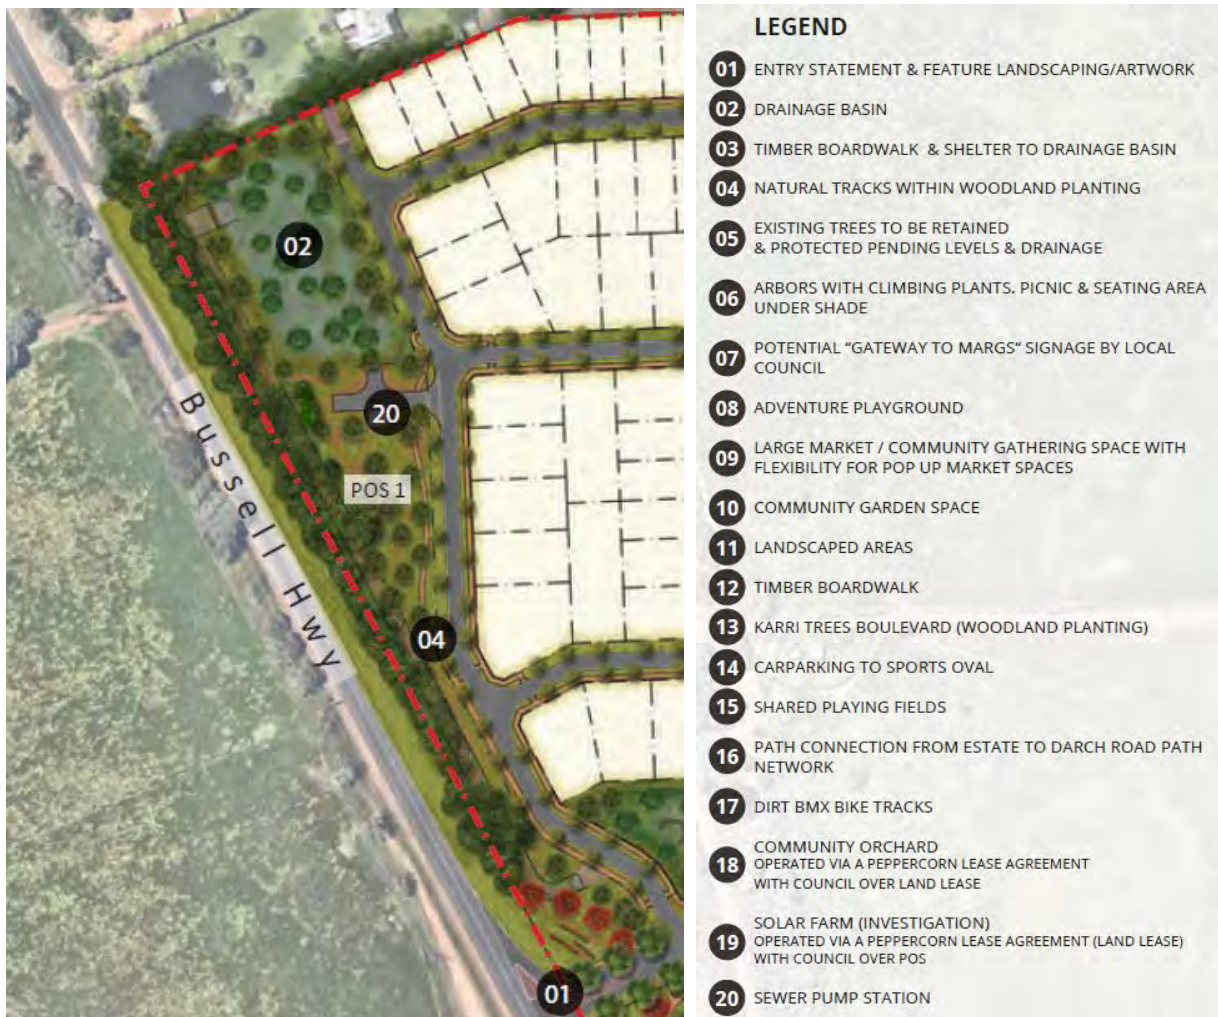 02
20
POS 1
Bussell Hwy
04
01
LEGEND
01 ENTRY STATEMENT & FEATURE LANDSCAPING/ARTWORK
02 DRAINAGE BASIN
03 TIMBER BOARDWALK & SHELTER TO DRAINAGE BASIN
04 NATURAL TRACKS WITHIN WOODLAND PLANTING
05 EXISTING TREES TO BE RETAINED
& PROTECTED PENDING LEVELS & DRAINAGE
06 ARBORS WITH CLIMBING PLANTS. PICNIC & SEATING AREA
UNDER SHADE
07 POTENTIAL "GATEWAY TO MARGS" SIGNAGE BY LOCAL
COUNCIL
08 ADVENTURE PLAYGROUND
09 LARGE MARKET / COMMUNITY GATHERING SPACE WITH
FLEXIBILITY FOR POP UP MARKET SPACES
10 COMMUNITY GARDEN SPACE
11 LANDSCAPED AREAS
12 TIMBER BOARDWALK
13 KARRI TREES BOULEVARD (WOODLAND PLANTING)
14 CARPARKING TO SPORTS OVAL
15 SHARED PLAYING FIELDS
16 PATH CONNECTION FROM ESTATE TO DARCH ROAD PATH
NETWORK
17 DIRT BMX BIKE TRACKS
18 COMMUNITY ORCHARD
OPERATED VIA A PEPPERCORN LEASE AGREEMENT
WITH COUNCIL OVER LAND LEASE
19 SOLAR FARM (INVESTIGATION)
OPERATED VIA A PEPPERCORN LEASE AGREEMENT (LAND LEASE)
WITH COUNCIL OVER POS
20 SEWER PUMP STATION